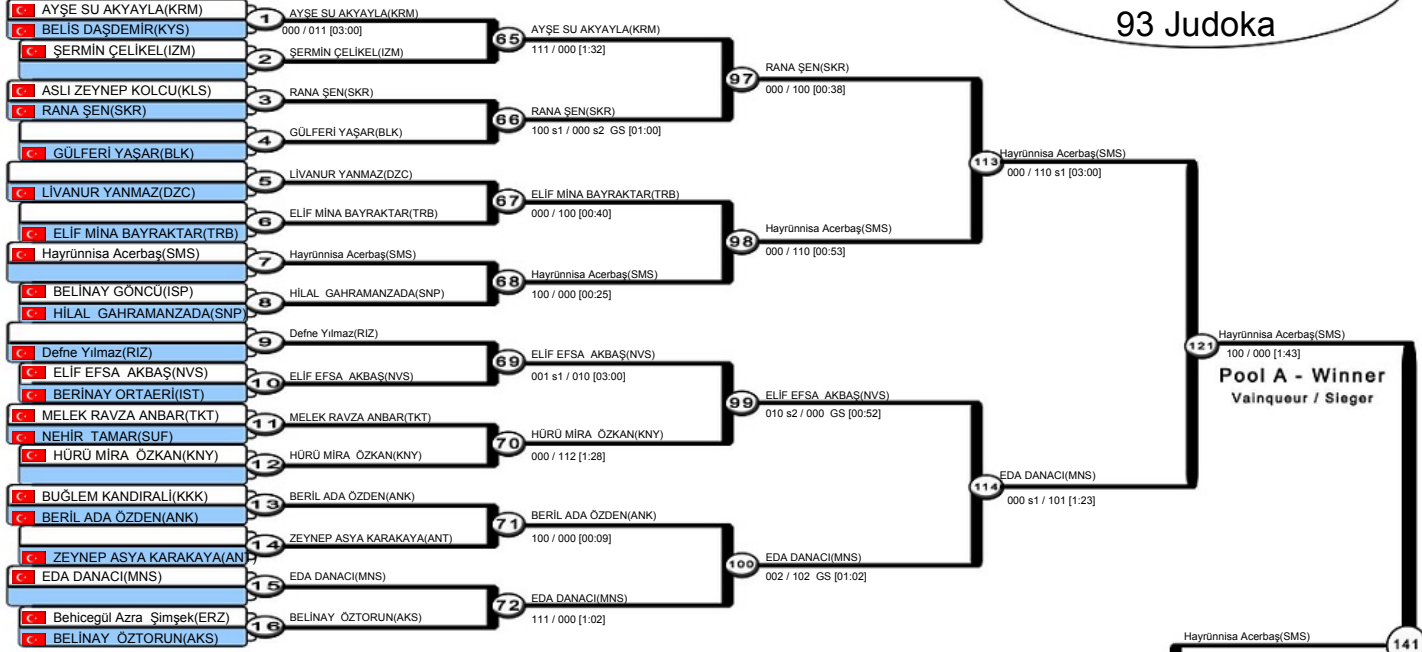 93 Judoka
AYŞE SU AKYAYLA(KRM)
BELİS DAŞDEMİR(KYS)
ŞERMİN ÇELİKEL(IZM)
ASLI ZEYNEP KOLCU(KLS)
RANA ŞEN(SKR)
GÜLFERİ YAŞAR(BLK)
LİVANUR YANMAZ(DZC)
ELİF MİNA BAYRAKTAR(TRB)
Hayrünnisa Acerbaş(SMS)
BELİNAY GÖNCÜ(ISP)
HİLAL GAHRAMANZADA(SNP)
Defne Yılmaz(RIZ)
ELİF EFSA AKBAŞ(NVS)
BERİNAY ORTAERİ(IST)
MELEK RAVZA ANBAR(TKT)
NEHİR TAMAR(SUF)
HÜRÜ MİRA ÖZKAN(KNY)
BUĞLEM KANDIRALİ(KKK)
BERİL ADA ÖZDEN(ANK)
ZEYNEP ASYA KARAKAYA(ANT)
EDA DANACI(MNS)
Behicegül Azra Şimşek(ERZ)
BELİNAY ÖZTORUN(AKS)
1
AYŞE SU AKYAYLA(KRM)
000 / 011 [03:00]
2
ŞERMİN ÇELİKEL(IZM)
3
RANA ŞEN(SKR)
4
GÜLFERİ YAŞAR(BLK)
5
LİVANUR YANMAZ(DZC)
6
ELİF MİNA BAYRAKTAR(TRB)
7
Hayrünnisa Acerbaş(SMS)
8
HİLAL GAHRAMANZADA(SNP)
9
Defne Yılmaz(RIZ)
10
ELİF EFSA AKBAŞ(NVS)
11
MELEK RAVZA ANBAR(TKT)
12
HÜRÜ MİRA ÖZKAN(KNY)
13
BERİL ADA ÖZDEN(ANK)
14
ZEYNEP ASYA KARAKAYA(ANT)
15
EDA DANACI(MNS)
16
BELİNAY ÖZTORUN(AKS)
65
AYŞE SU AKYAYLA(KRM)
111 / 000 [1:32]
66
RANA ŞEN(SKR)
100 s1 / 000 s2 GS [01:00]
67
ELİF MİNA BAYRAKTAR(TRB)
000 / 100 [00:40]
68
Hayrünnisa Acerbaş(SMS)
100 / 000 [00:25]
69
ELİF EFSA AKBAŞ(NVS)
001 s1 / 010 [03:00]
70
HÜRÜ MİRA ÖZKAN(KNY)
000 / 112 [1:28]
71
BERİL ADA ÖZDEN(ANK)
100 / 000 [00:09]
72
EDA DANACI(MNS)
111 / 000 [1:02]
97
RANA ŞEN(SKR)
000 / 100 [00:38]
98
Hayrünnisa Acerbaş(SMS)
000 / 110 [00:53]
99
ELİF EFSA AKBAŞ(NVS)
010 s2 / 000 GS [00:52]
100
EDA DANACI(MNS)
002 / 102 GS [01:02]
113
Hayrünnisa Acerbaş(SMS)
000 / 110 s1 [03:00]
114
EDA DANACI(MNS)
000 s1 / 101 [1:23]
121
Hayrünnisa Acerbaş(SMS)
100 / 000 [1:43]
Pool A - Winner
Vainqueur / Sieger
Hayrünnisa Acerbaş(SMS)
141